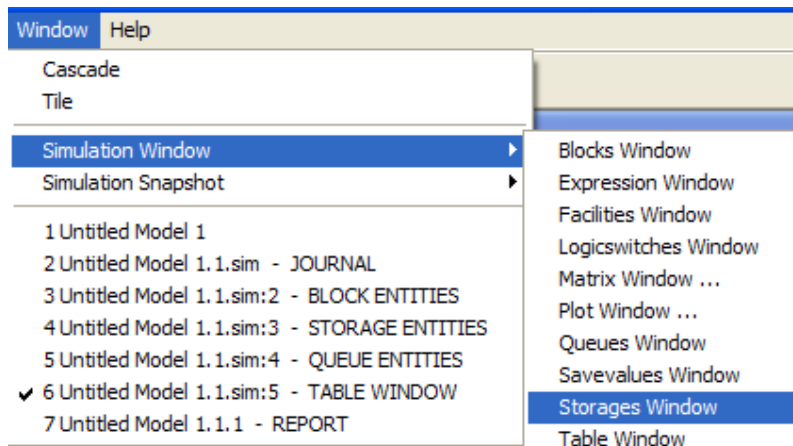 Window Help
Cascade
Tile
Simulation Window
Simulation Snapshot
1 Untitled Model 1
2 Untitled Model 1.1.sim - JOURNAL
3 Untitled Model 1.1.sim:2 - BLOCK ENTITIES
4 Untitled Model 1.1.sim:3 - STORAGE ENTITIES
5 Untitled Model 1.1.sim:4 - QUEUE ENTITIES
6 Untitled Model 1.1.sim:5 - TABLE WINDOW
7 Untitled Model 1.1.1 - REPORT
Blocks Window
Expression Window
Facilities Window
Logicswitches Window
Matrix Window ...
Plot Window ...
Queues Window
Savevalues Window
Storages Window
Table Window